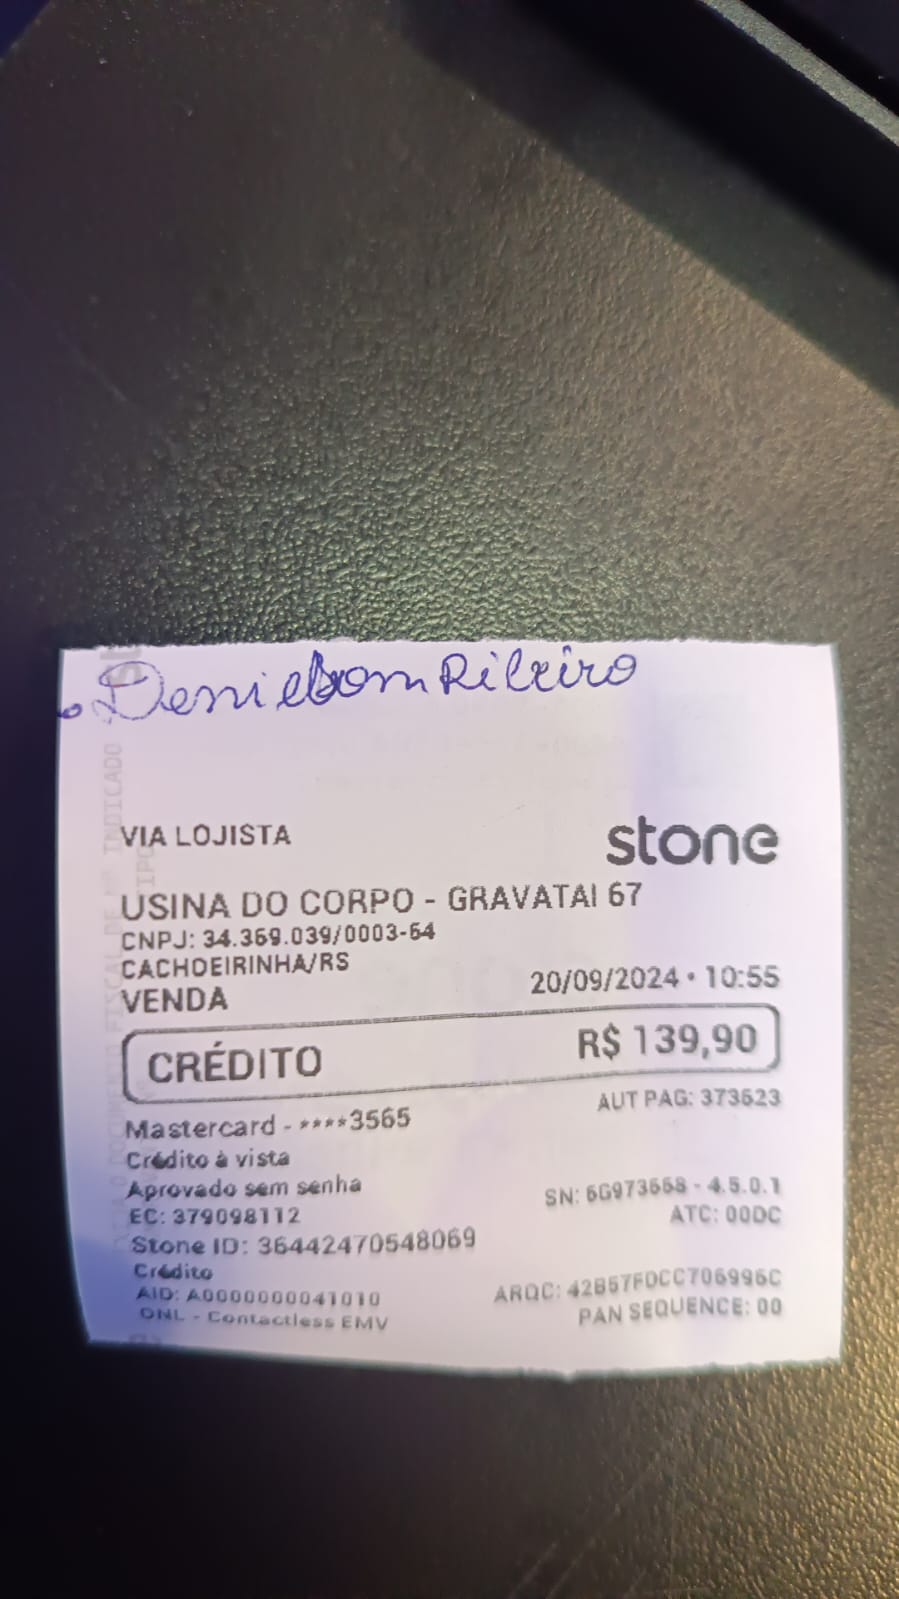 Ribeiro
VIA LOJISTA
stone
USINA DO CORPO - GRAVATAI 67
CNPJ: 34.369.039/0003-64
CACHOEIRINHA/RS
20/09/2024 • 10:55
VENDA
CRÉDITO
R$ 139,90
AUT PAG: 373623
Mastercard - ****3565
Crédito à vista
Aprovado sem senha
SN: 6G973668 - 4.5.0.1
EC: 379098112
ATC: 00DC
Stone ID: 36442470548069
Crédito
AID: A0000000041010
ARQC: 42B67FDCC706996C
ONL - Contactless EMV
PAN SEQUENCE: 00